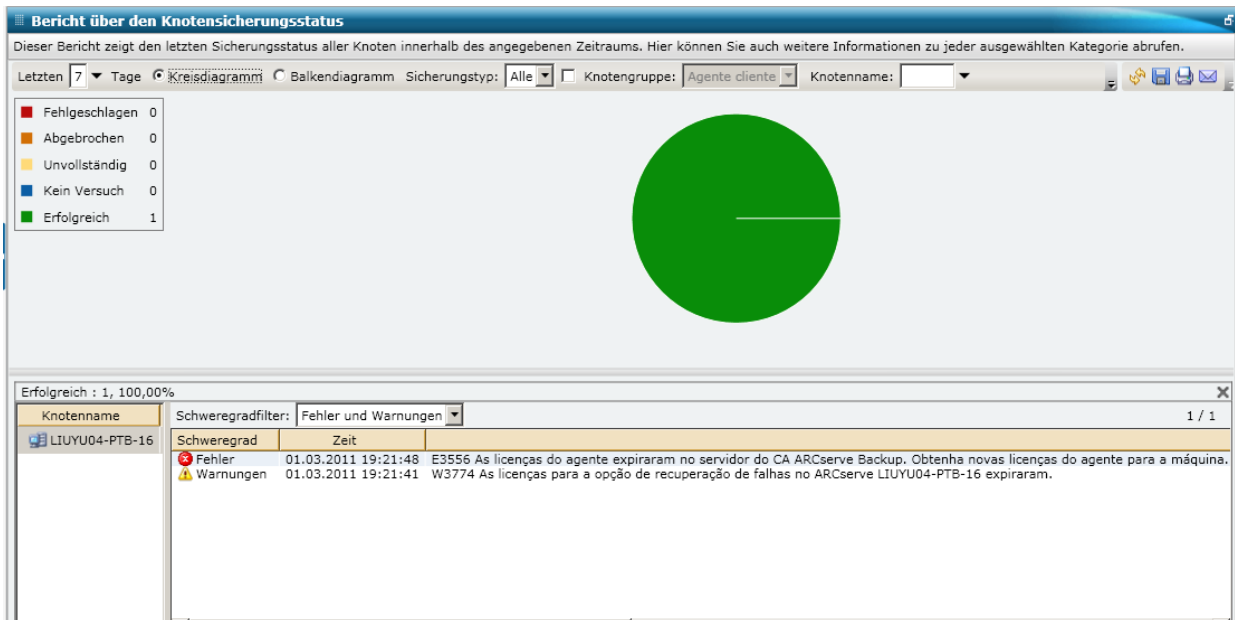 Bericht über den Knotensicherungsstatus
Dieser Bericht zeigt den letzten Sicherungsstatus aller Knoten innerhalb des angegebenen Zeitraums. Hier können Sie auch weitere Informationen zu jeder ausgewählten Kategorie abrufen.
Letzten 7 Tage Kreisdiagramm Balkendiagramm Sicherungstyp: Alle Knotengruppe: Agente cliente Knotenname:
Fehlgeschlagen 0
Abgebrochen 0
Unvollständig 0
Kein Versuch 0
Erfolgreich 1
Erfolgreich : 1, 100,00%
Knotenname Schweregradfilter: Fehler und Warnungen 1 / 1
LIUYU04-PTB-16 Schweregrad Zeit
Fehler 01.03.2011 19:21:48 E3556 As licenças do agente expiraram no servidor do CA ARCserve Backup. Obtenha novas licenças do agente para a máquina.
Warnungen 01.03.2011 19:21:41 W3774 As licenças para a opção de recuperação de falhas no ARCserve LIUYU04-PTB-16 expiraram.